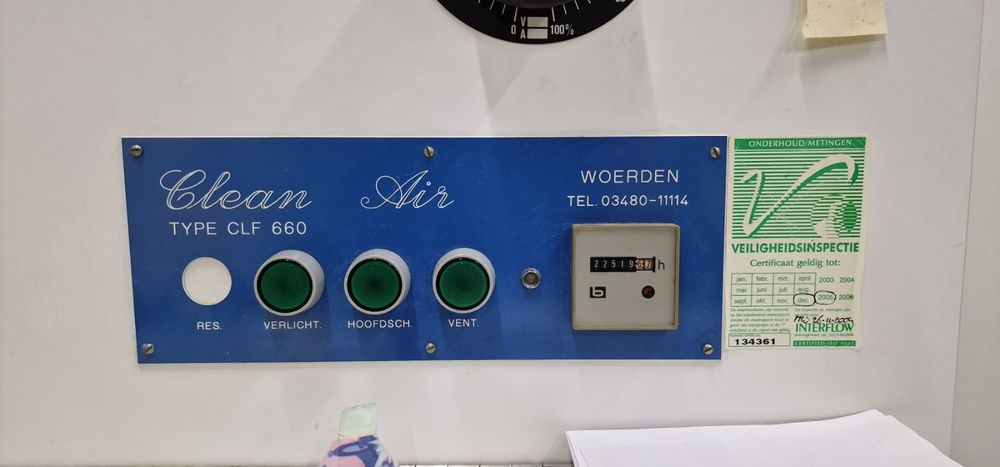 0 V A 100%
Clean Air
TYPE CLF 660
WOERDEN
TEL. 03480-11114
22519
h
RES.
VERLICHT.
HOOFDSCH.
VENT.
ONDERHOUD/METINGEN
VEILIGHEIDSINSPECTIE
Certificaat geldig tot:
jan. febr. mrt. april 2003 2004
mei juni juli aug. 2005 2006
sept. okt. nov. dec.
INTERFLOW
134361